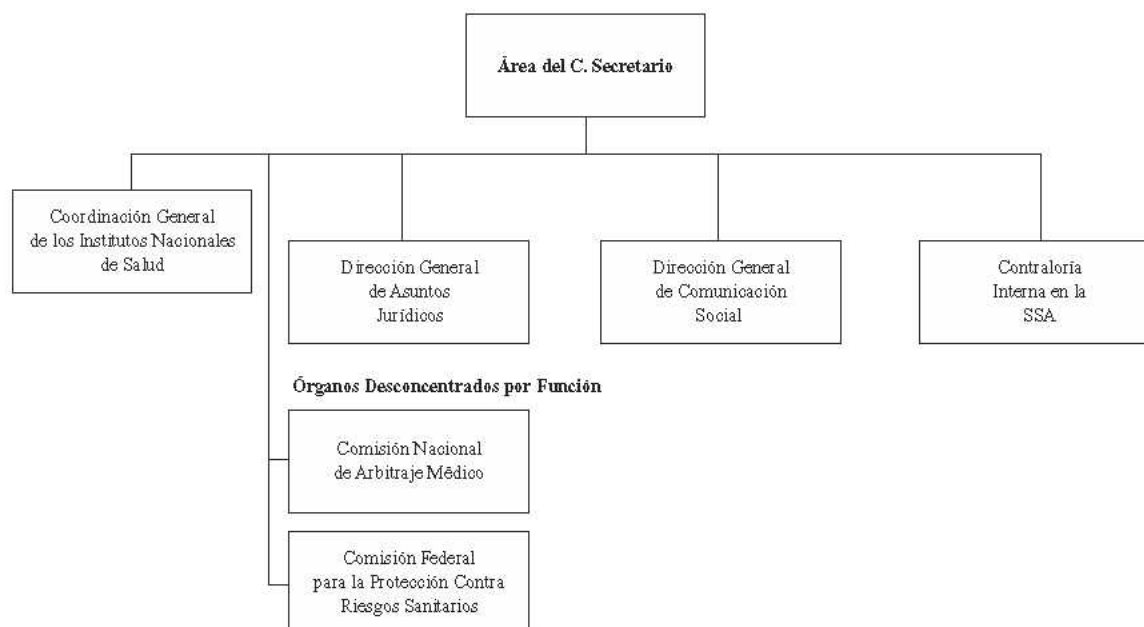 Área del C. Secretario
Coordinación General
de los Institutos Nacionales
de Salud
Dirección General
de Asuntos
Jurídicos
Dirección General
de Comunicación
Social
Contraloría
Interna en la
SSA
Órganos Desconcentrados por Función
Comisión Nacional
de Arbitraje Médico
Comisión Federal
para la Protección Contra
Riesgos Sanitarios